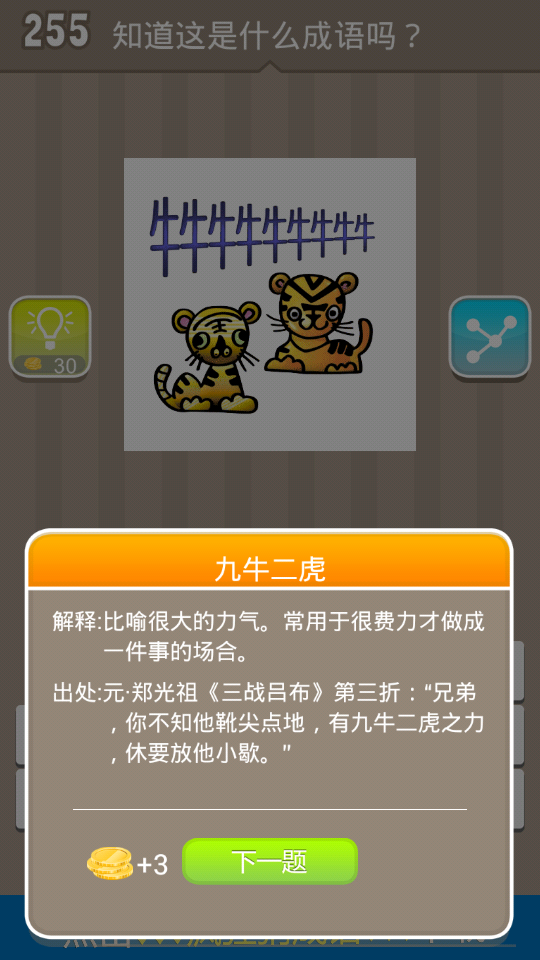 255 知道这是什么成语吗？
牛牛牛牛牛牛牛牛牛
30
九牛二虎
解释:比喻很大的力气。常用于很费力才做成
一件事的场合。
出处:元·郑光祖《三战吕布》第三折：“兄弟
，你不知他靴尖点地，有九牛二虎之力
，休要放他小歇。”
+3 下一题